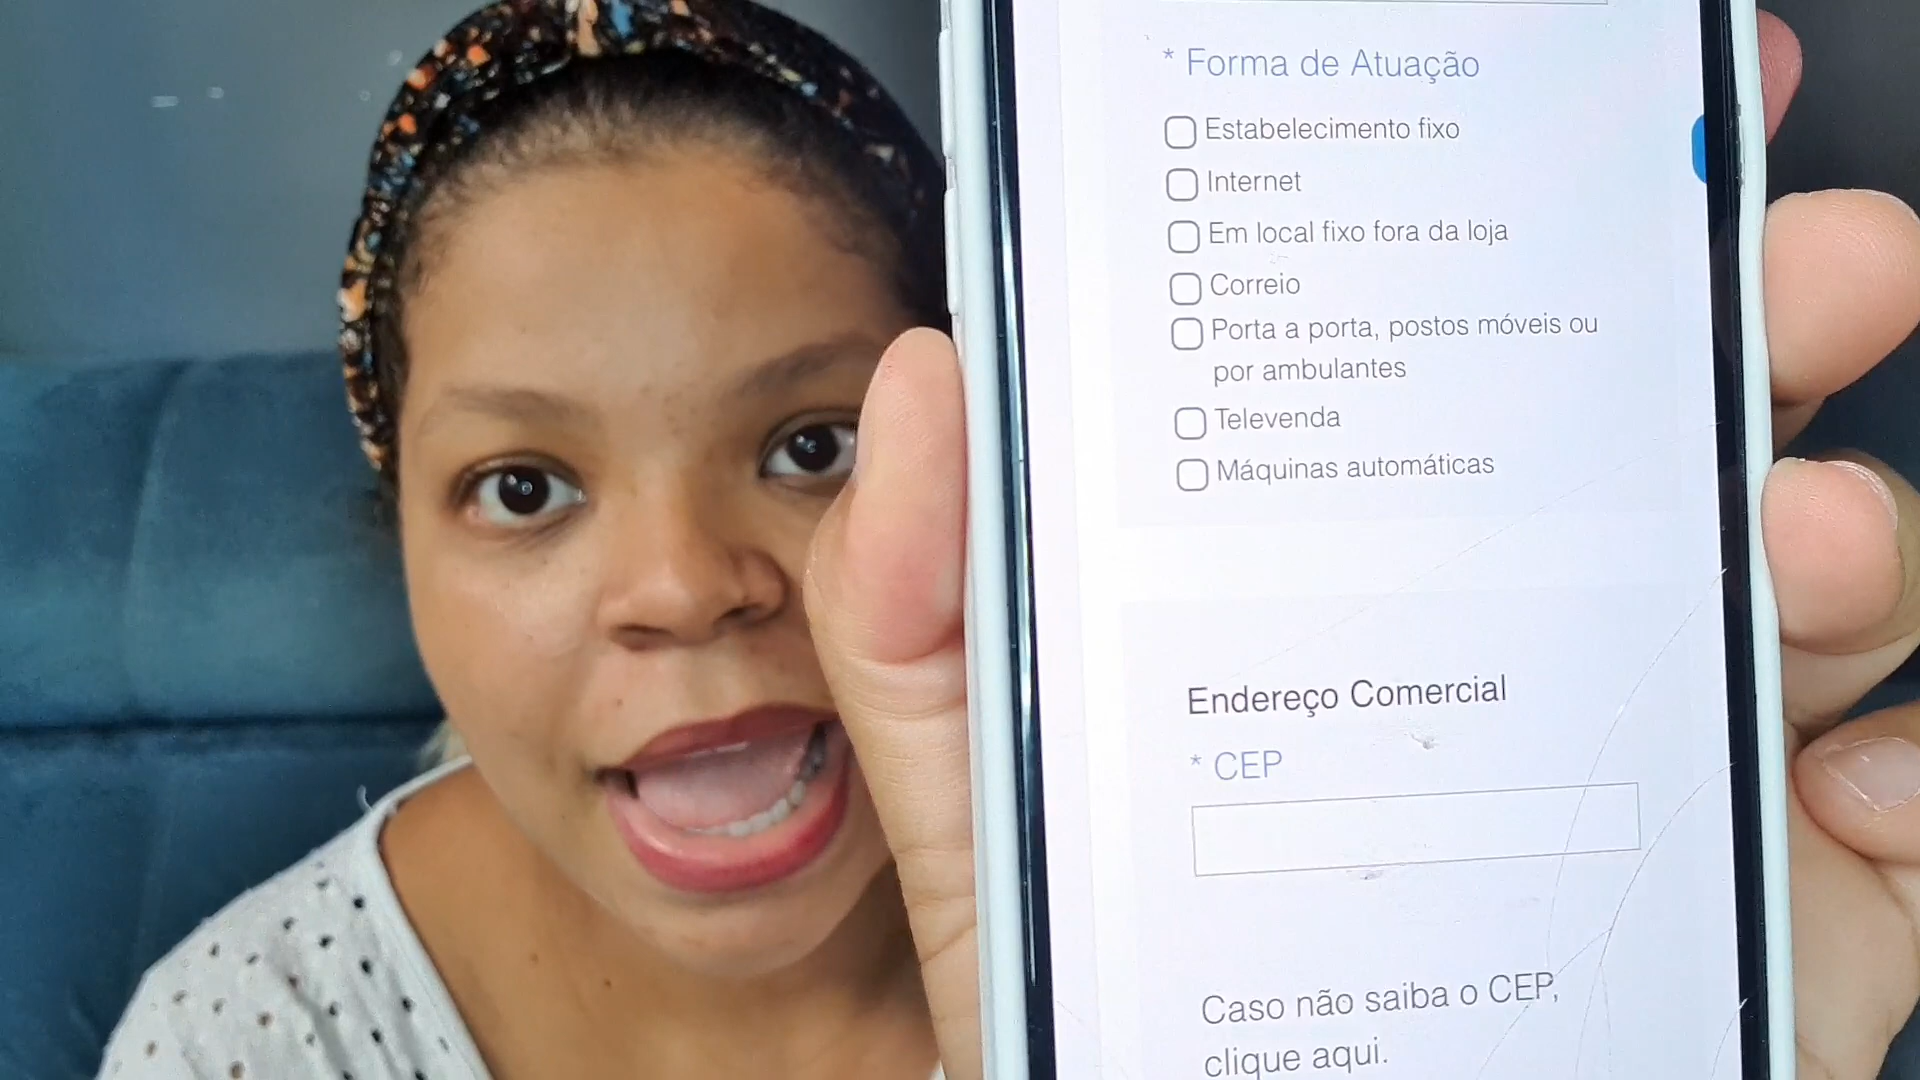 * Forma de Atuação
Estabelecimento fixo
Internet
Em local fixo fora da loja
Correio
Porta a porta, postos móveis ou
por ambulantes
Televenda
Máquinas automáticas
Endereço Comercial
* CEP
Caso não saiba o CEP,
clique aqui.